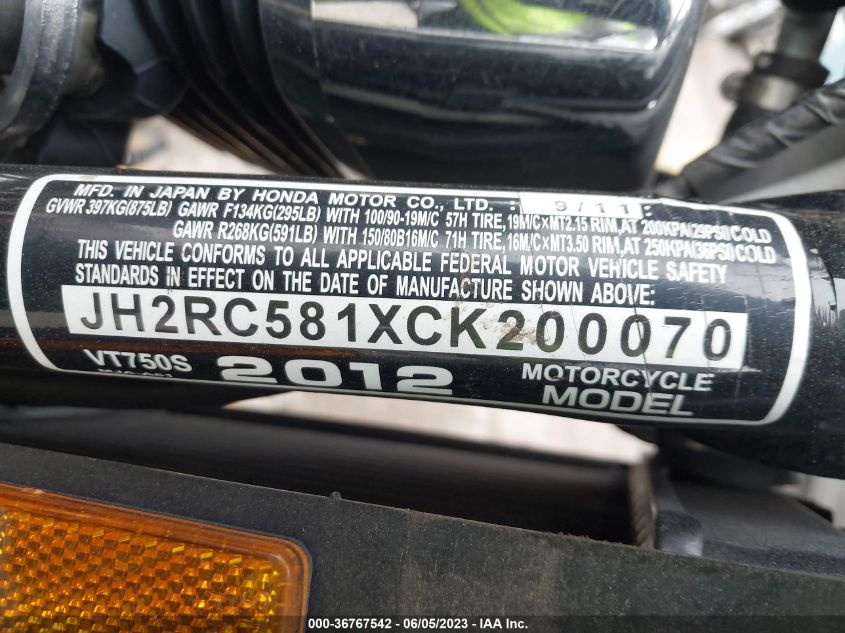 MFD. IN JAPAN BY HONDA MOTOR CO., LTD. : 9/11
GVWR 397KG(875LB) GAWR F134KG(295LB) WITH 100/90-19M/C 57H TIRE, 19M/C×MT2.15 RIM, AT 200KPA(29PSI) COLD
GAWR R268KG(591LB) WITH 150/80B16M/C 71H TIRE, 16M/C×MT3.50 RIM, AT 250KPA(36PSI) COLD
THIS VEHICLE CONFORMS TO ALL APPLICABLE FEDERAL MOTOR VEHICLE SAFETY
STANDARDS IN EFFECT ON THE DATE OF MANUFACTURE SHOWN ABOVE:
JH2RC581XCK200070
VT750S 2012 MOTORCYCLE
MODEL
000-36767542 | 06/05/2023 - IAA Inc.